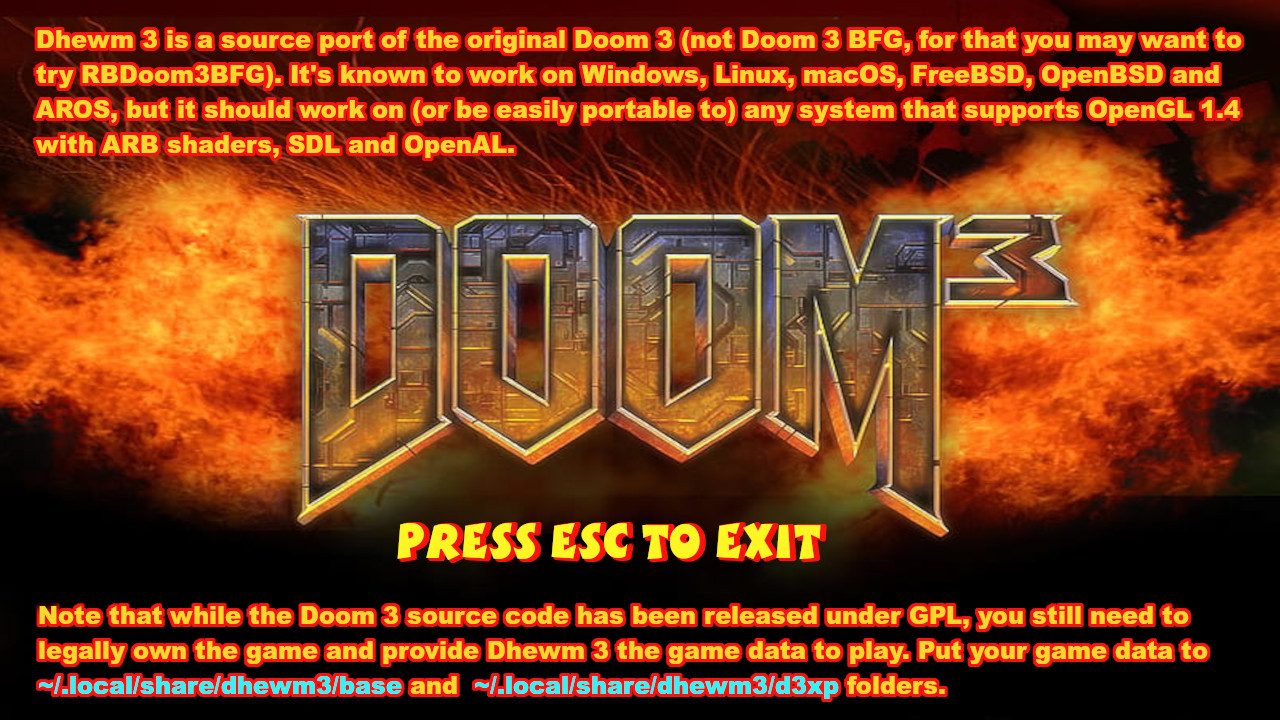 Dhewm 3 is a source port of the original Doom 3 (not Doom 3 BFG, for that you may want to
try RBDoom3BFG). It's known to work on Windows, Linux, macOS, FreeBSD, OpenBSD and
AROS, but it should work on (or be easily portable to) any system that supports OpenGL 1.4
with ARB shaders, SDL and OpenAL.
DOOM 3
PRESS ESC TO EXIT
Note that while the Doom 3 source code has been released under GPL, you still need to
legally own the game and provide Dhewm 3 the game data to play. Put your game data to
~/.local/share/dhewm3/base and ~/.local/share/dhewm3/d3xp folders.